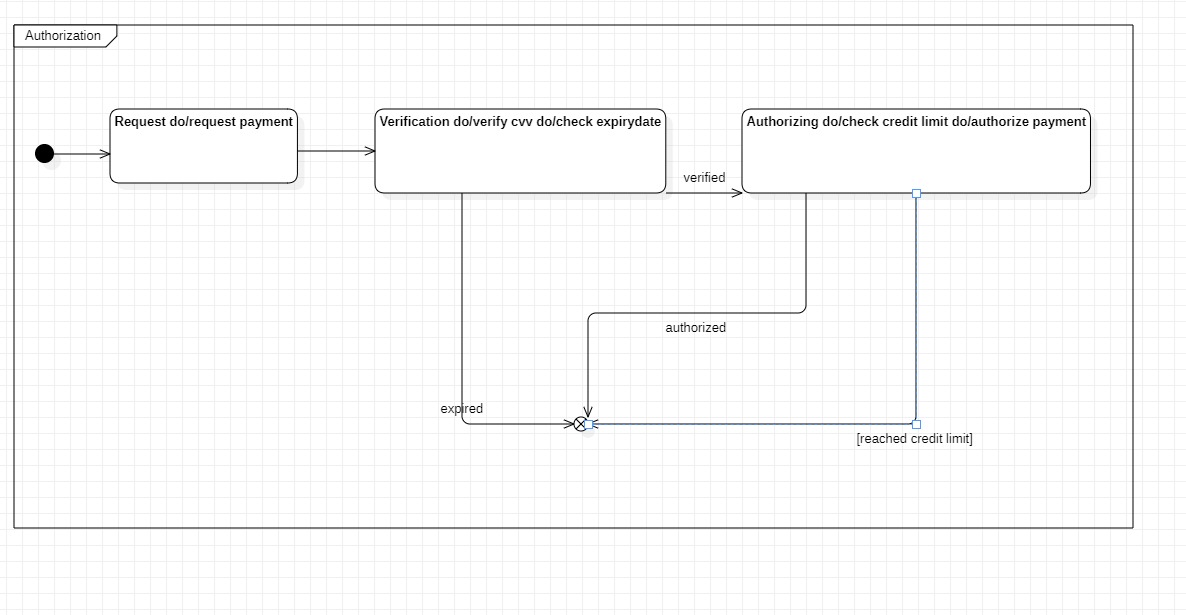 Authorization
Request do/request payment
Verification do/verify cvv do/check expirydate
Authorizing do/check credit limit do/authorize payment
verified
authorized
expired
[reached credit limit]